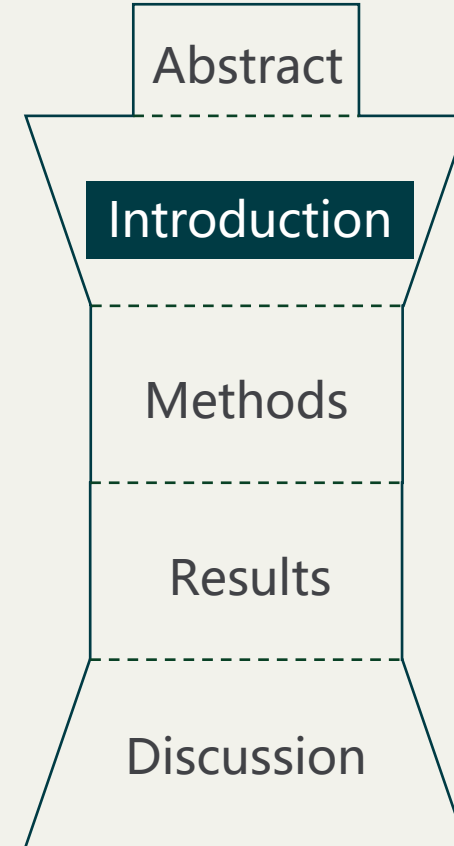 Abstract
Introduction
Methods
Results
Discussion